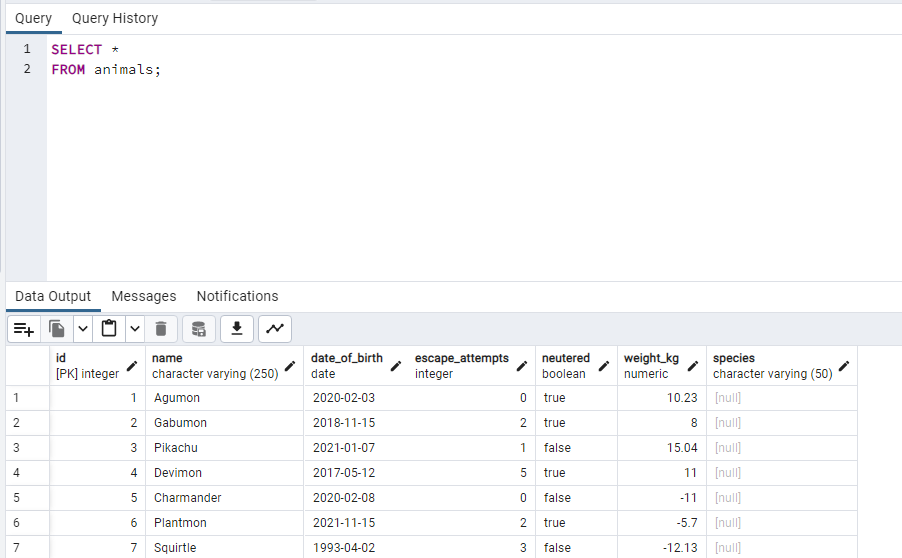 Query Query History
1 SELECT *
2 FROM animals;
Data Output Messages Notifications
id name date_of_birth escape_attempts neutered weight_kg species
[PK] integer character varying (250) date integer boolean numeric character varying (50)
1 1 Agumon 2020-02-03 0 true 10.23 [null]
2 2 Gabumon 2018-11-15 2 true 8 [null]
3 3 Pikachu 2021-01-07 1 false 15.04 [null]
4 4 Devimon 2017-05-12 5 true 11 [null]
5 5 Charmander 2020-02-08 0 false -11 [null]
6 6 Plantmon 2021-11-15 2 true -5.7 [null]
7 7 Squirtle 1993-04-02 3 false -12.13 [null]